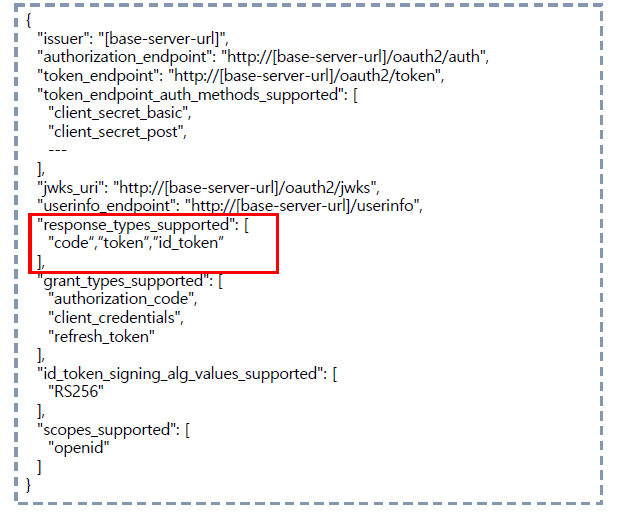 {
"issuer": "[base-server-url]",
"authorization_endpoint": "http://[base-server-url]/oauth2/auth",
"token_endpoint": "http://[base-server-url]/oauth2/token",
"token_endpoint_auth_methods_supported": [
"client_secret_basic",
"client_secret_post",
---
],
"jwks_uri": "http://[base-server-url]/oauth2/jwks",
"userinfo_endpoint": "http://[base-server-url]/userinfo",
"response_types_supported": [
"code“,”token”,”id_token”
],
"grant_types_supported": [
"authorization_code",
"client_credentials",
"refresh_token"
],
"id_token_signing_alg_values_supported": [
"RS256"
],
"scopes_supported": [
"openid"
]
}